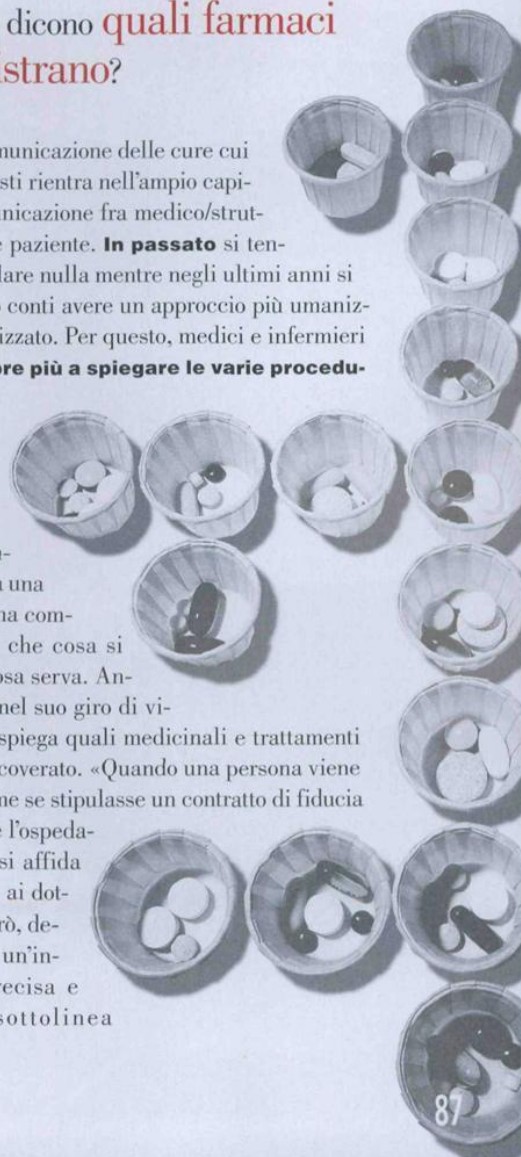 dicono quali farmaci
istrano?
municazione delle cure cui
sti rientra nell'ampio capi-
nicazione fra medico/strut-
e paziente. In passato si ten-
lare nulla mentre negli ultimi anni si
conti avere un approccio più umaniz-
izzato. Per questo, medici e infermieri
ore più a spiegare le varie procedu-
una
na com-
che cosa si
osa serva. An-
nel suo giro di vi-
spiega quali medicinali e trattamenti
coverato. «Quando una persona viene
me se stipulasse un contratto di fiducia
e l'ospeda-
si affida
ai dot-
rò, de-
un'in-
recisa e
sottolinea
87